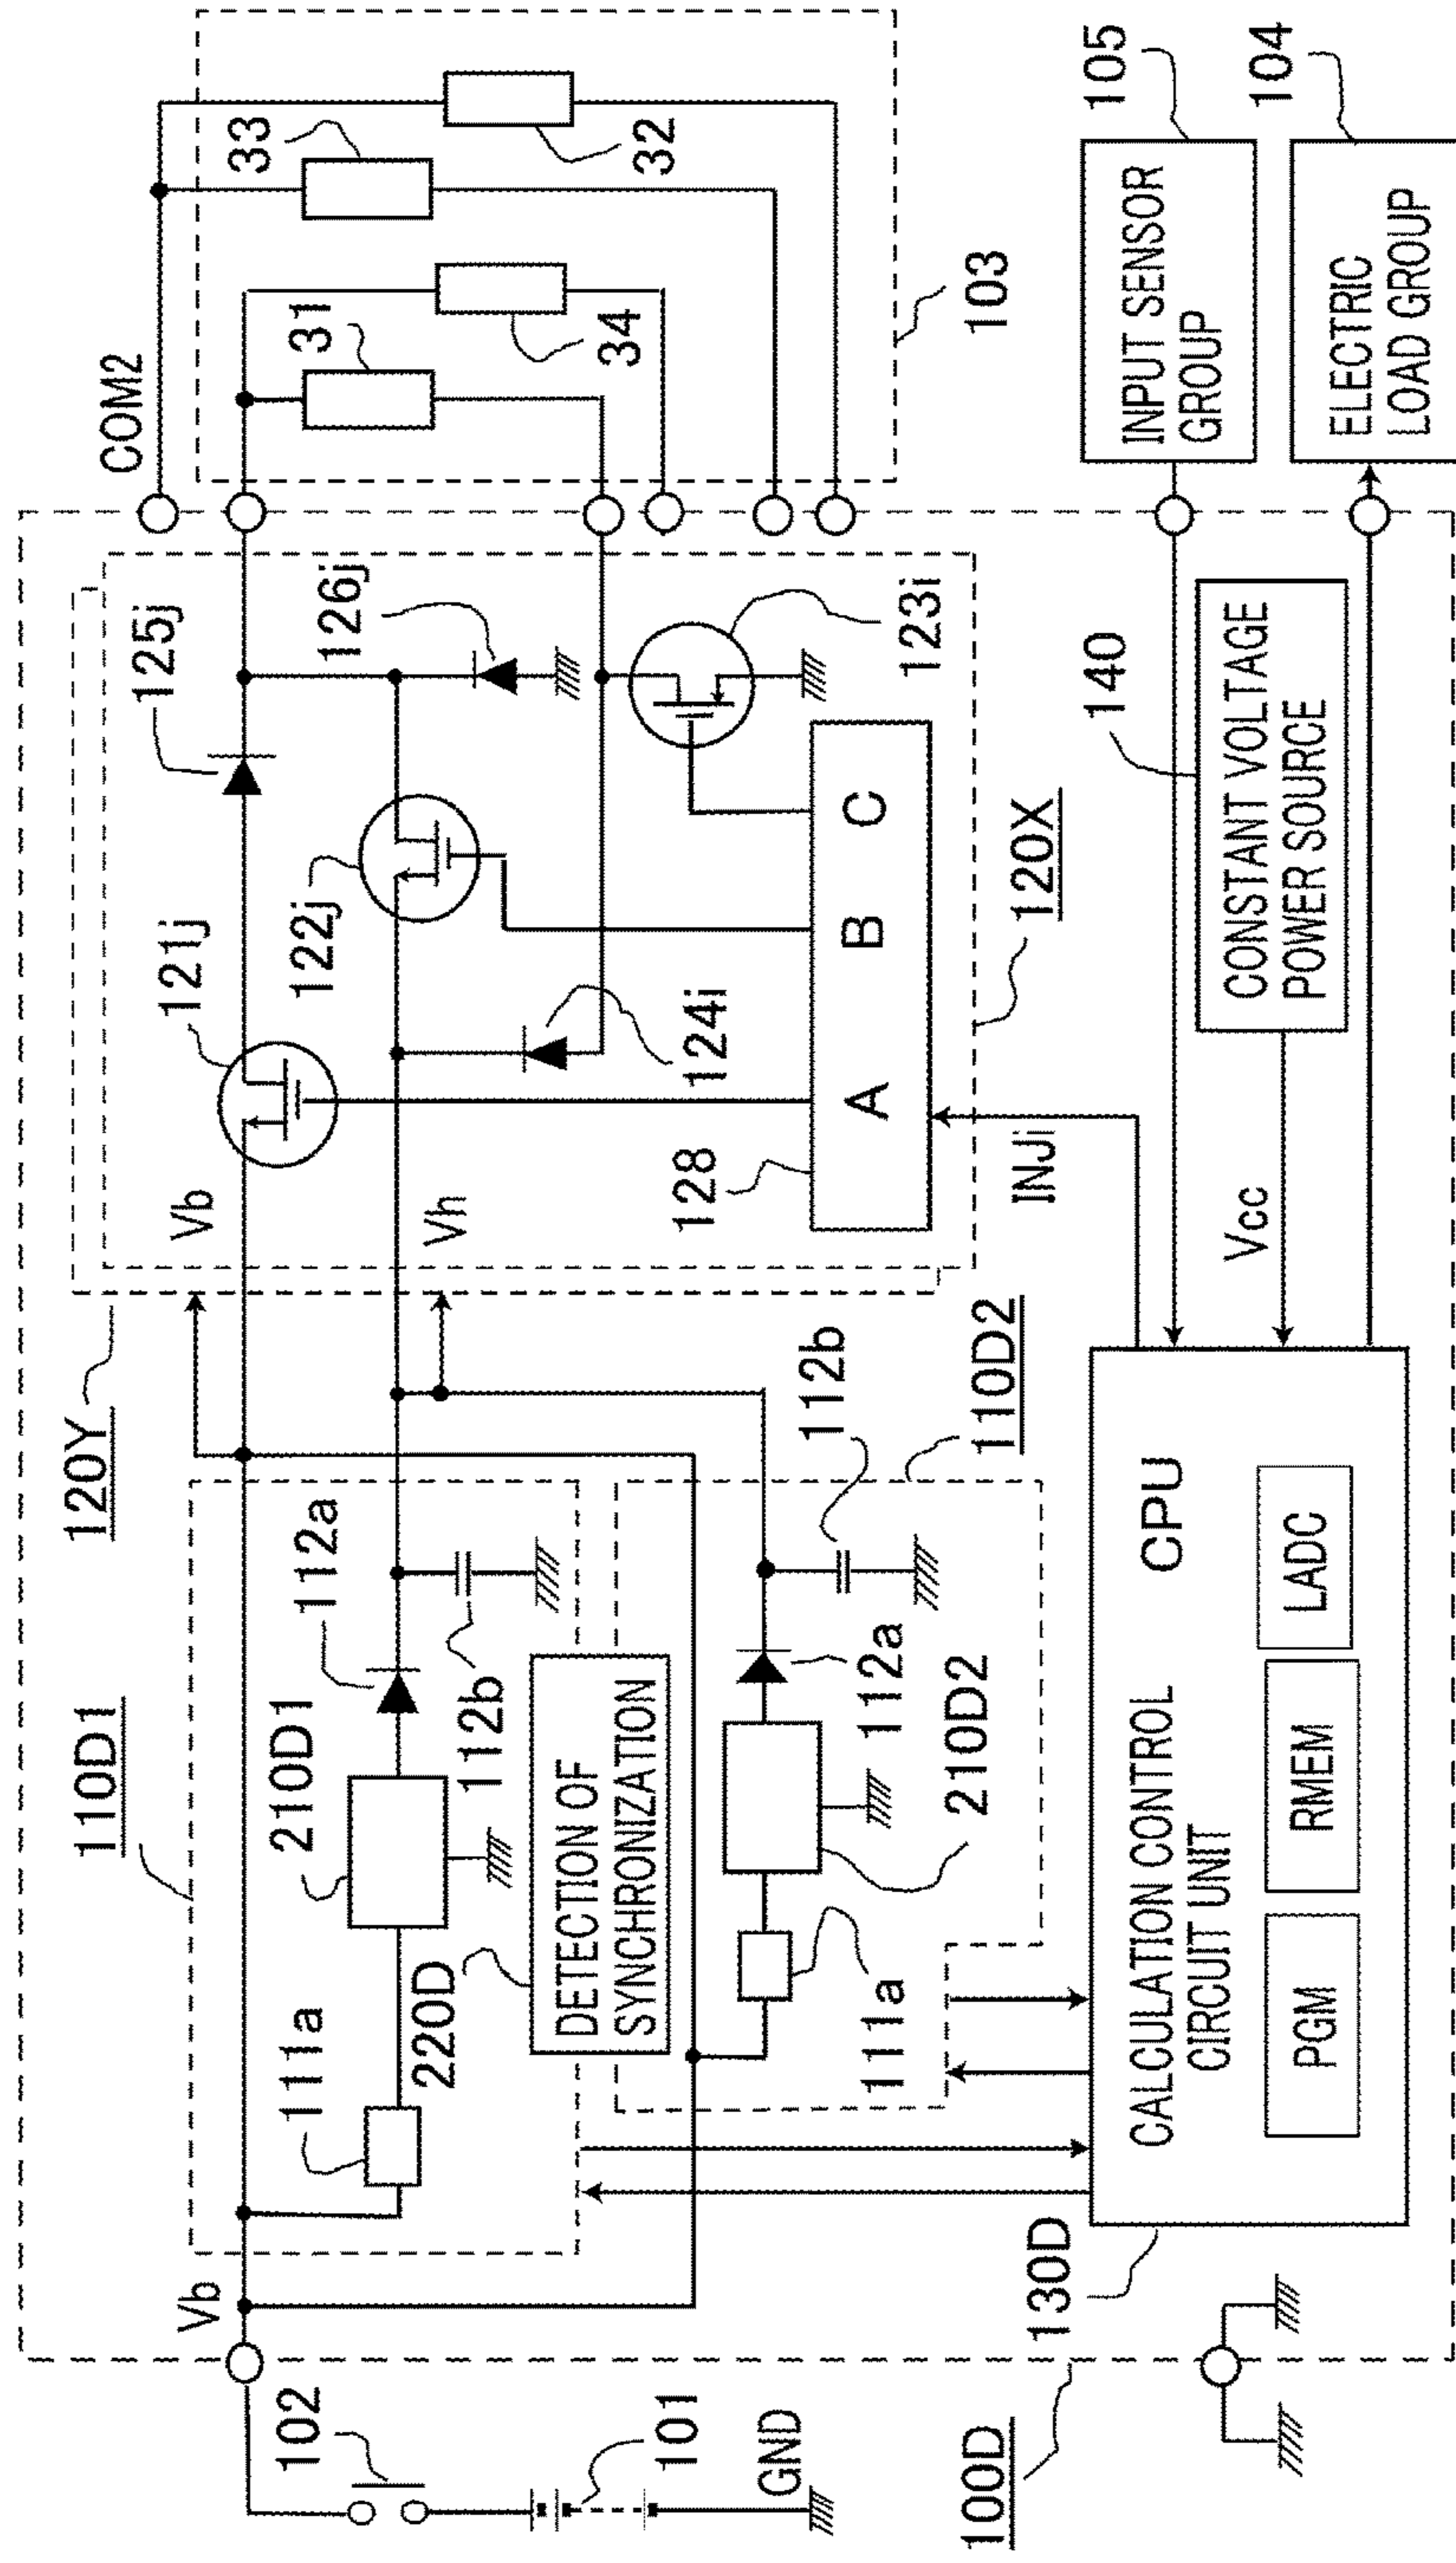 COM2
33
32
31
34
103
105
INPUT SENSOR
GROUP
104
ELECTRIC
LOAD GROUP
125j
126j
123i
121j
122j
124i
Vb
Vh
128
A B C
INJi
120X
140
CONSTANT VOLTAGE
POWER SOURCE
Vcc
120Y
110D1
111a
210D1
112a
112b
220D
DETECTION OF
SYNCHRONIZATION
111a
210D2
112a
112b
110D2
CALCULATION CONTROL
CIRCUIT UNIT
CPU
PGM
RMEM
LADC
130D
Vb
102
101
GND
100D